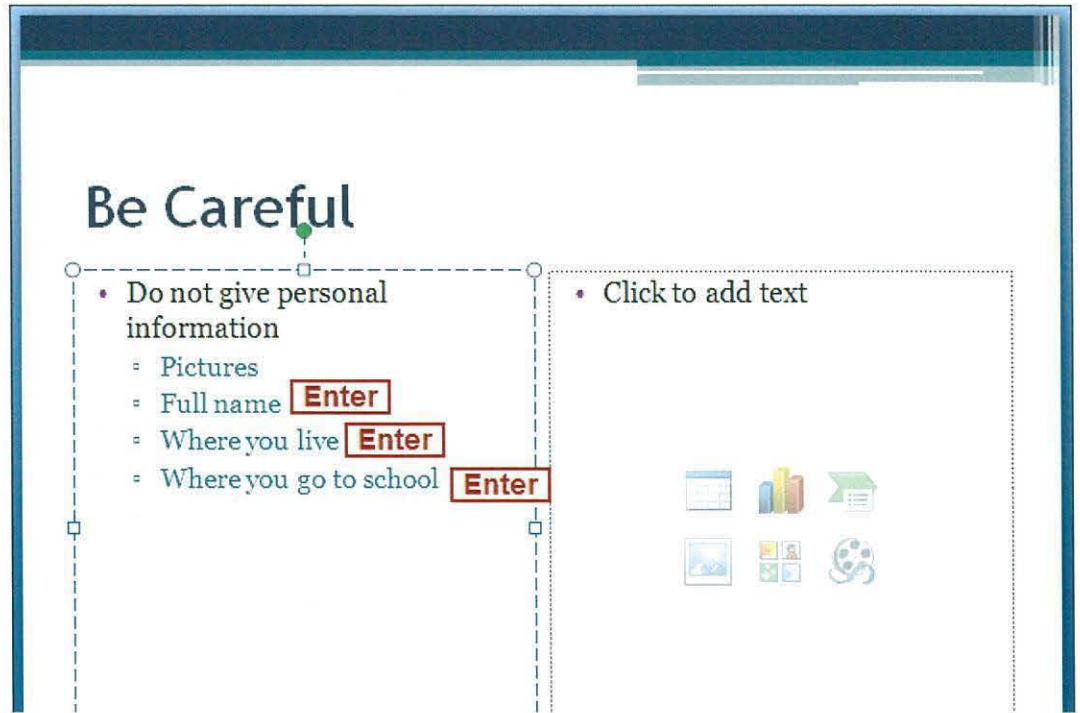 Be Careful
• Do not give personal
information
▫ Pictures
▫ Full name Enter
▫ Where you live Enter
▫ Where you go to school Enter
• Click to add text